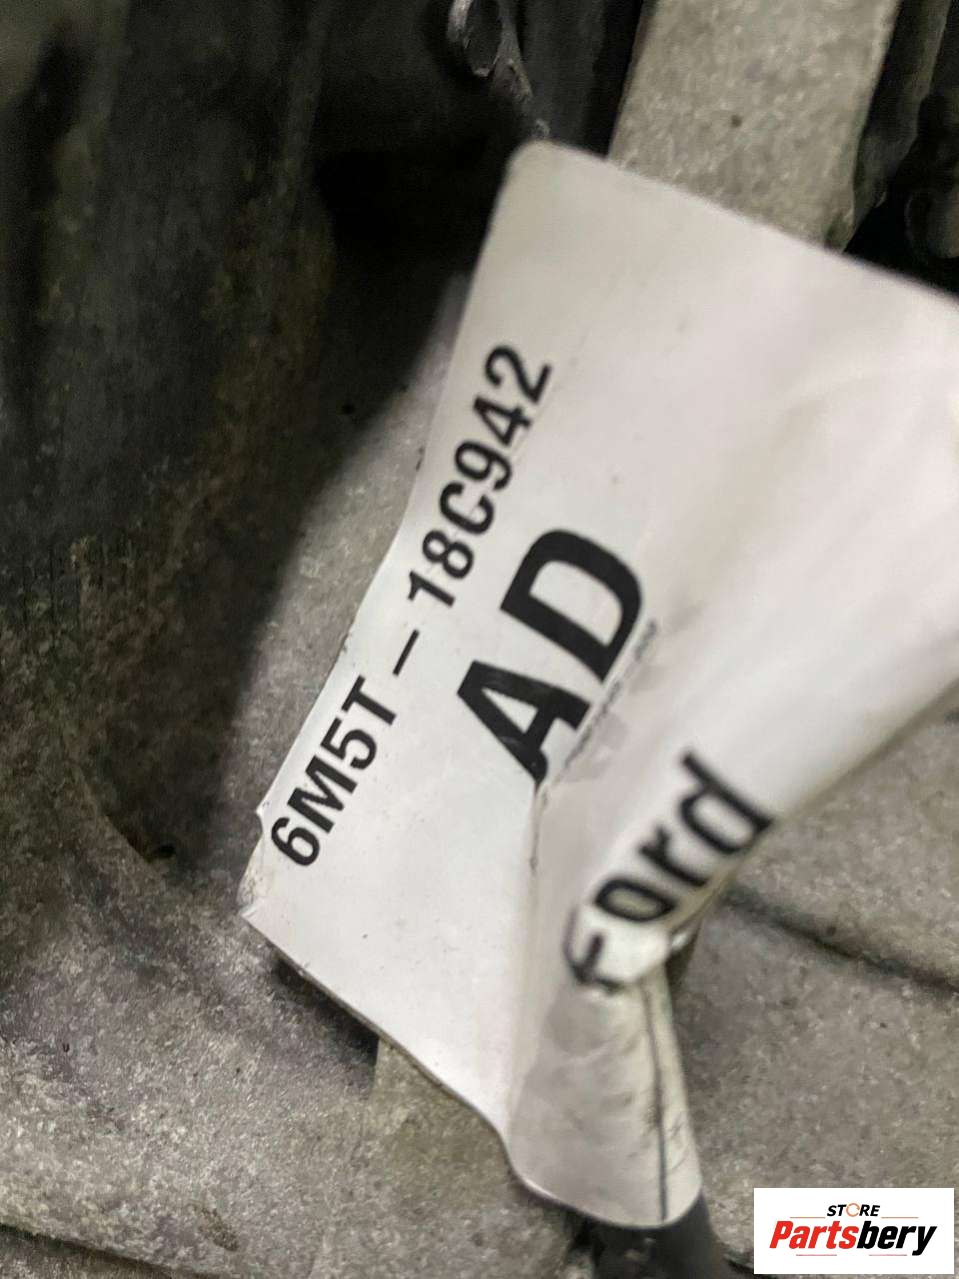 6M5T-18C942
AD
Ford
STORE
Partsbery